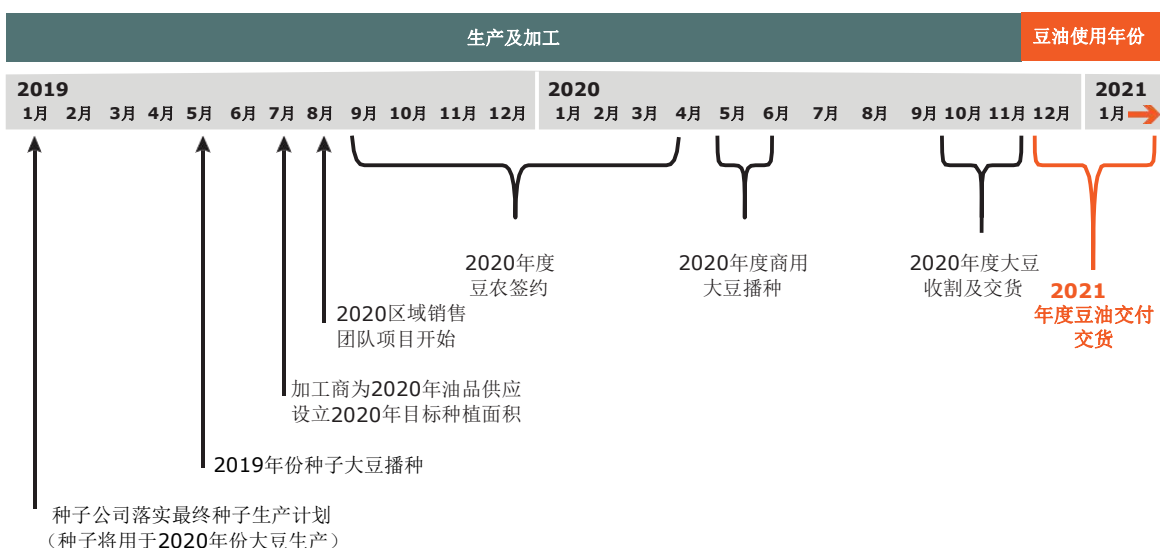 生产及加工
豆油使用年份
2019
2020
2021
1月 2月 3月 4月 5月 6月 7月 8月 9月 10月 11月 12月 1月 2月 3月 4月 5月 6月 7月 8月 9月 10月 11月 12月 1月
2020年度
豆农签约
2020年度商用
大豆播种
2020年度大豆
收割及交货
2021
年度豆油交付
交货
2020区域销售
团队项目开始
加工商为2020年油品供应
设立2020年目标种植面积
2019年份种子大豆播种
种子公司落实最终种子生产计划
（种子将用于2020年份大豆生产）